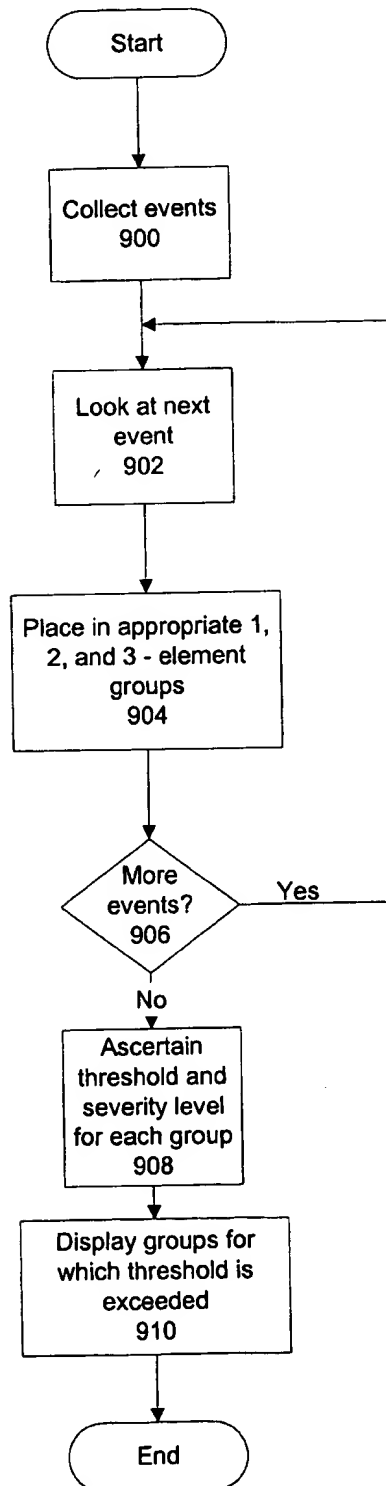 Start
Collect events
900
Look at next
event
902
Place in appropriate 1,
2, and 3 - element
groups
904
More
events?
906
Yes
No
Ascertain
threshold and
severity level
for each group
908
Display groups for
which threshold is
exceeded
910
End